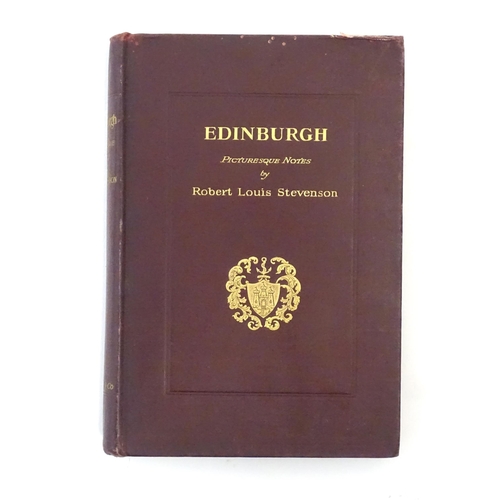 EDINBURGH
PICTURESQUE NOTES
by
Robert Louis Stevenson